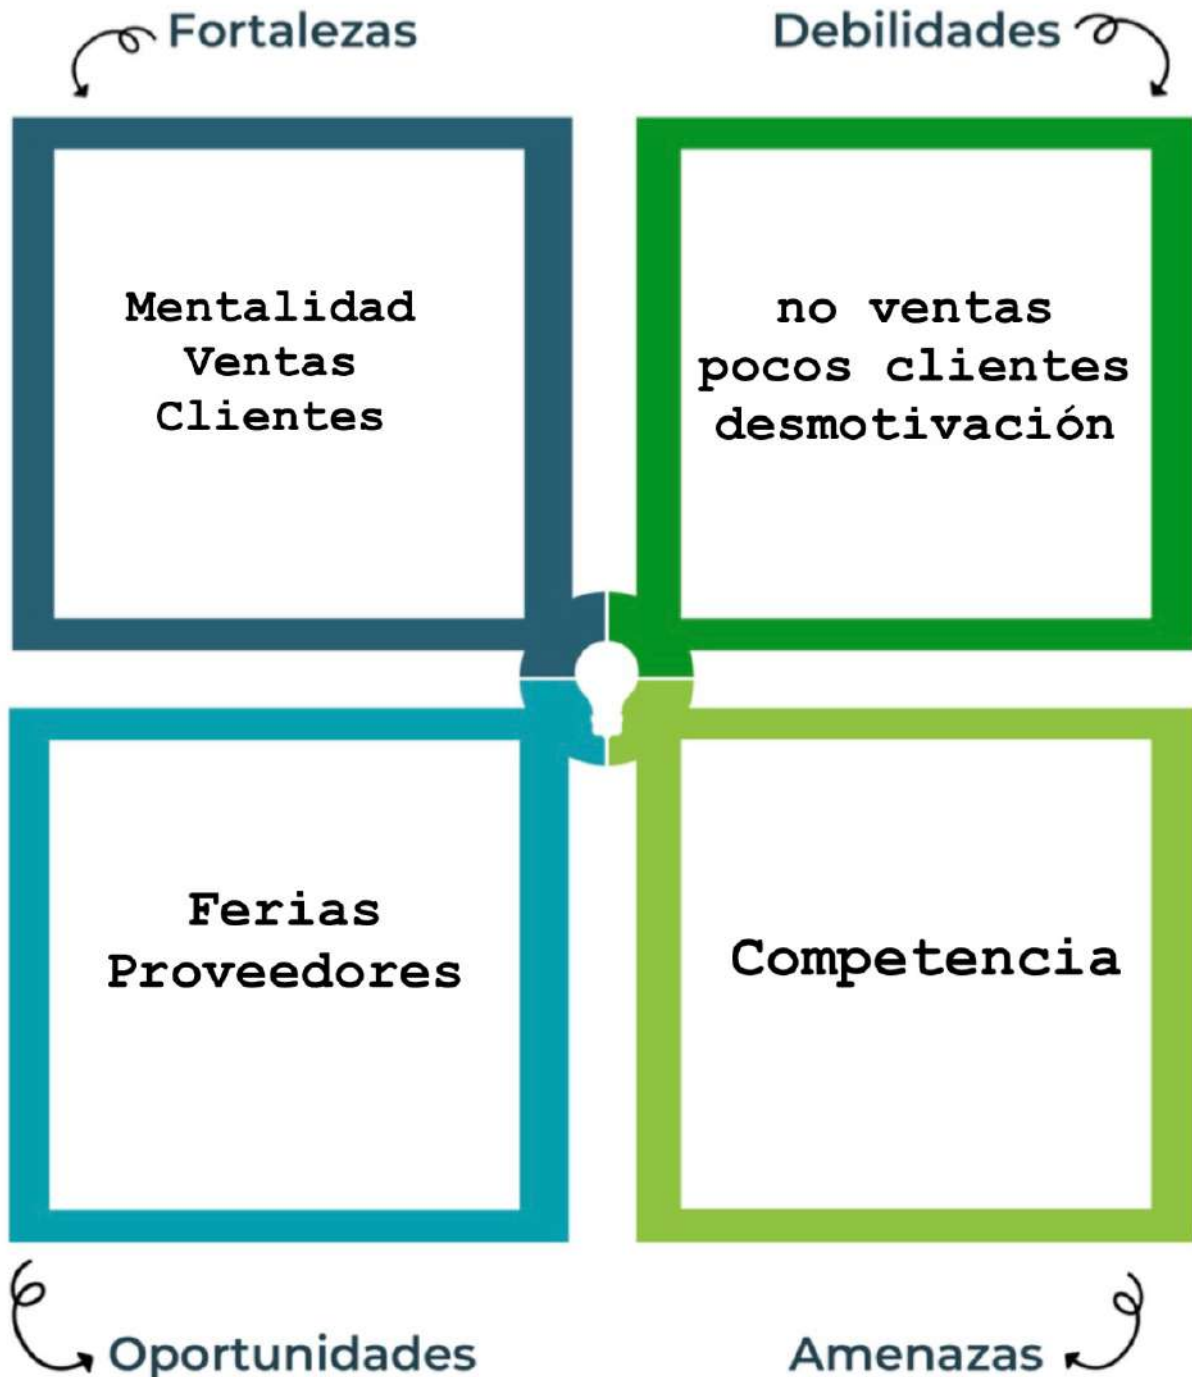 Fortalezas
Debilidades
Mentalidad
Ventas
Clientes
no ventas
pocos clientes
desmotivación
Ferias
Proveedores
Competencia
Oportunidades
Amenazas